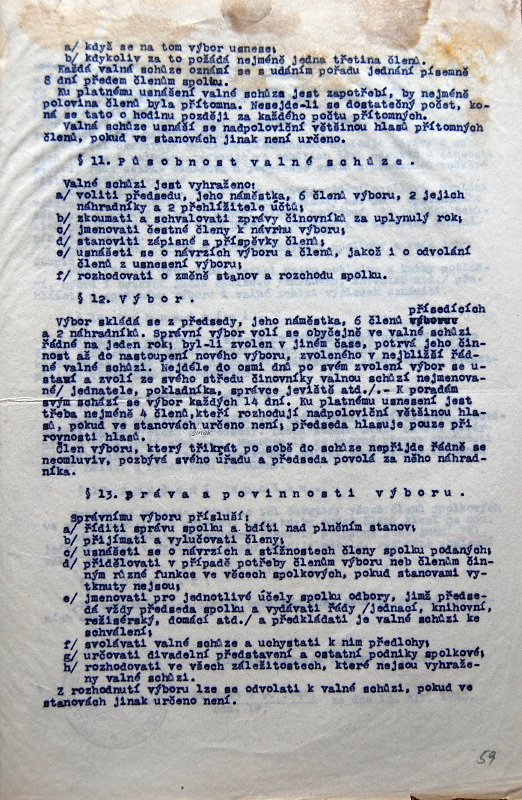 a/ když se na tom výbor usnese;
b/ kdykoliv za to požádá nejméně jedna třetina členů.
Každá valná schůze oznámí se s udáním pořadu jednání písemně
8 dní předem členům spolku.
Ku platnému usnášení valné schůze jest zapotřebí, by nejméně
polovina členů byla přítomna. Nesejde-li se dostatečný počet, ko-
ná se tato o hodinu později za každého počtu přítomných.
Valná schůze usnáší se nadpoloviční většinou hlasů přítomných
členů, pokud ve stanovách jinak není určeno.
§ 11. Působnost valné schůze.
Valné schůzi jest vyhraženo;
a/ voliti předsedu, jeho náměstka, 6 členů výboru, 2 jejich
náhradníky a 2 přehlížitele účtů;
b/ zkoumati a schvalovati zprávy činovníků za uplynulý rok;
c/ jmenovati čestné členy k návrhu výboru;
d/ stanoviti zápisné a příspěvky členů;
e/ usnášeti se o návrzích výboru a členů, jakož i o odvolání
členů z usnesení výboru;
f/ rozhodovati o změně stanov a rozchodu spolku.
§ 12. Výbor.
přísedících
Výbor skládá se z předsedy, jeho náměstka, 6 členů výboru
a 2 náhradníků. Správní výbor volí se obyčejně ve valné schůzi
řádné na jeden rok; byl-li zvolen v jiném čase, potrvá jeho čin-
nost až do nastoupení nového výboru, zvoleného v nejbližší řád-
né valné schůzi. Nejdéle do osmi dnů po svém zvolení výbor se u-
staví a zvolí ze svého středu činovníky valnou schůzí nejmenova-
né/ jednatele, pokladníka, správce jeviště atd./.- K poradám
svým schází se výbor každých 14 dní. Ku platnému usnesení jest
třeba nejméně 4 členů,kteří rozhodují nadpoloviční většinou hla-
sů, pokud ve stanovách jinak určeno není; předseda hlasuje pouze při
rovnosti hlasů.
Člen výboru, který třikrát po sobě do schůze nepřijde řádně se
neomluviv, pozbývá svého úřadu a předseda povolá za něho náhrad-
níka.
§ 13. Práva a povinnosti výboru.
Správnímu výboru přísluší;
a/ říditi správu spolku a bdíti nad plněním stanov;
b/ přijímati a vylučovati členy;
c/ usnášeti se o návrzích a stížnostech členy spolku podaných;
d/ přidělovati v případě potřeby členům výboru neb členům čin-
ným různé funkce ve věcech spolkových, pokud stanovami vy-
tknuty nejsou;
e/ jmenovati pro jednotlivé účely spolku odbory, jimž předse-
dá vždy předseda spolku a vydávati řády /jednací, knihovní,
režisérský, domácí atd./ a předkládati je valné schůzi ke
schválení;
f/ svolávati valné schůze a uchystati k nim předlohy;
g/ určovati divadelní představení a ostatní podniky spolkové;
h/ rozhodovati ve všech záležitostech, které nejsou vyhraže-
ny valné schůzi.
Z rozhodnutí výboru lze se odvolati k valné schůzi, pokud ve
stanovách jinak určeno není.
59